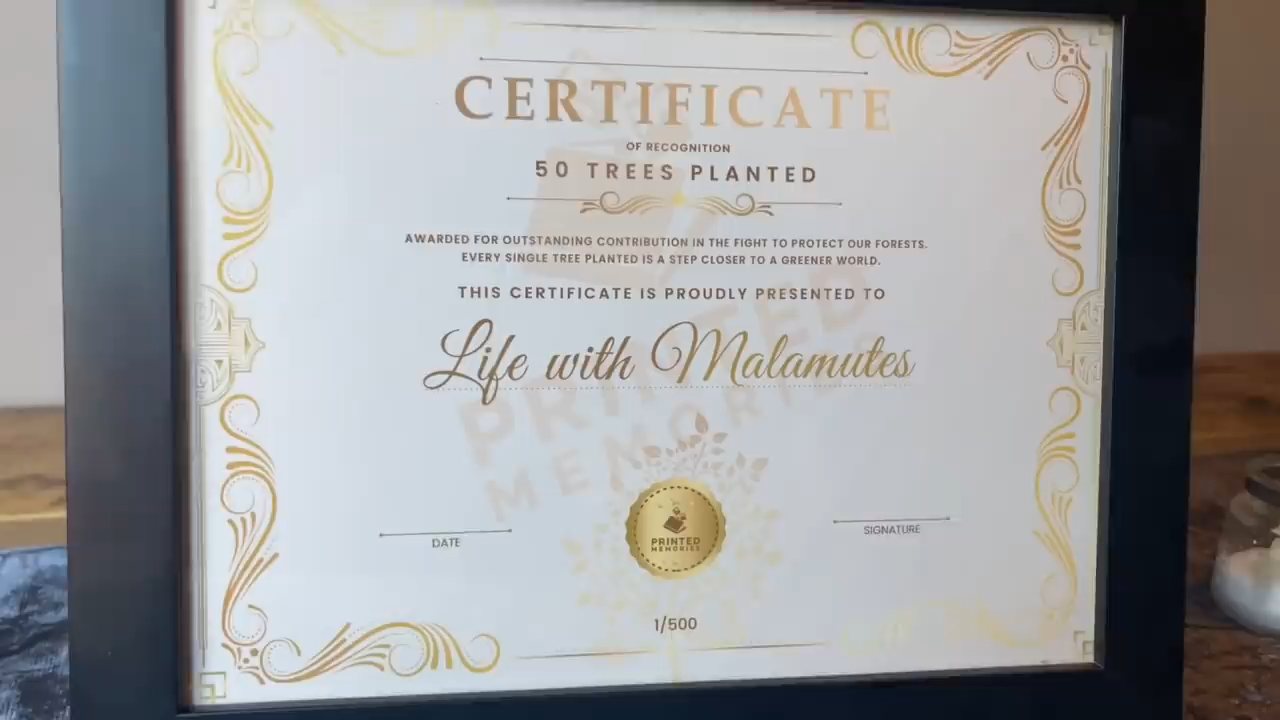 CERTIFICATE
OF RECOGNITION
50 TREES PLANTED
AWARDED FOR OUTSTANDING CONTRIBUTION IN THE FIGHT TO PROTECT OUR FORESTS.
EVERY SINGLE TREE PLANTED IS A STEP CLOSER TO A GREENER WORLD.
THIS CERTIFICATE IS PROUDLY PRESENTED TO
Life with Malamutes
PRINTED
MEMORIES
DATE
PRINTED
MEMORIES
SIGNATURE
1/500